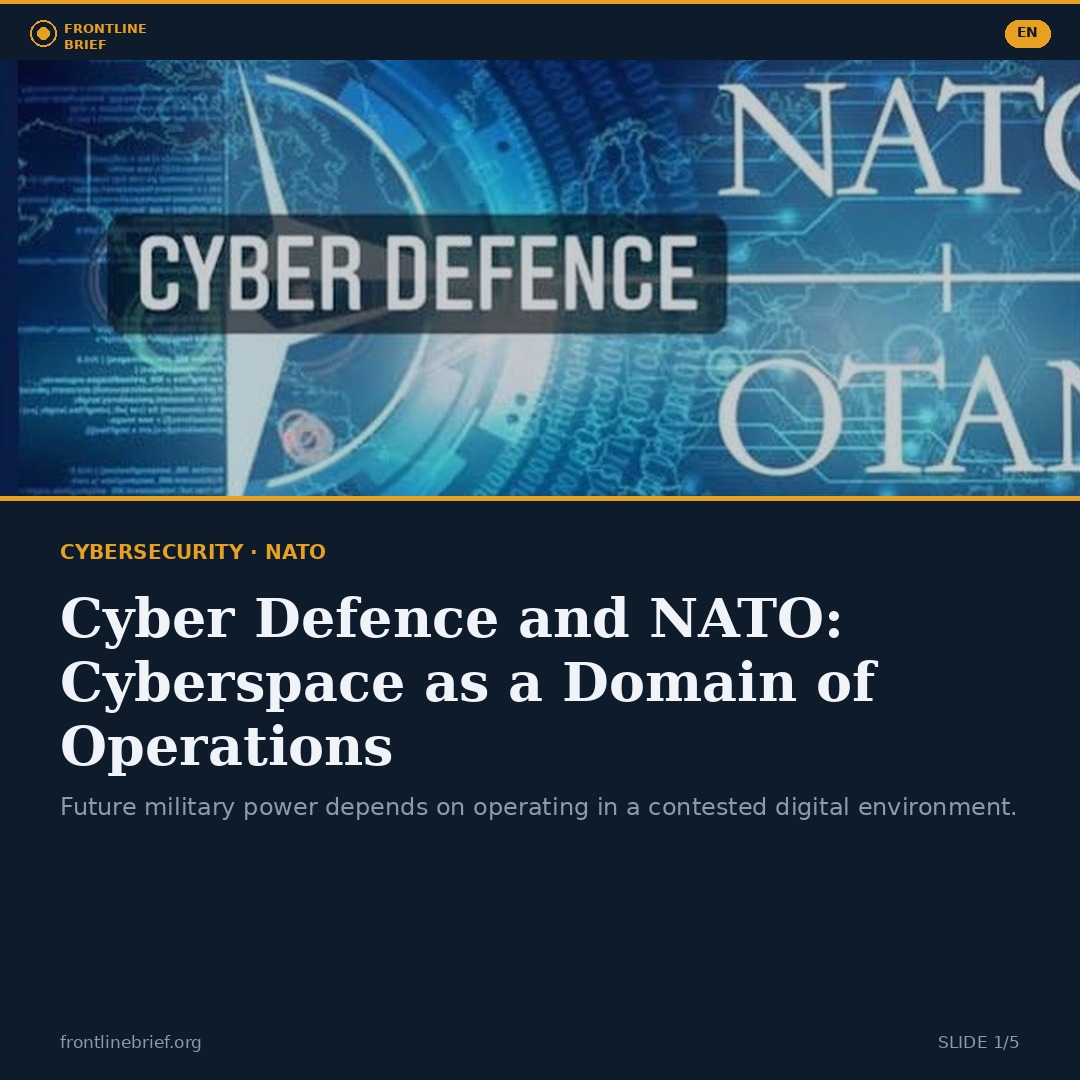 FRONTLINE
BRIEF
EN
NATO
CYBER DEFENCE
OTAN
CYBERSECURITY · NATO
Cyber Defence and NATO:
Cyberspace as a Domain of
Operations
Future military power depends on operating in a contested digital environment.
frontlinebrief.org
SLIDE 1/5